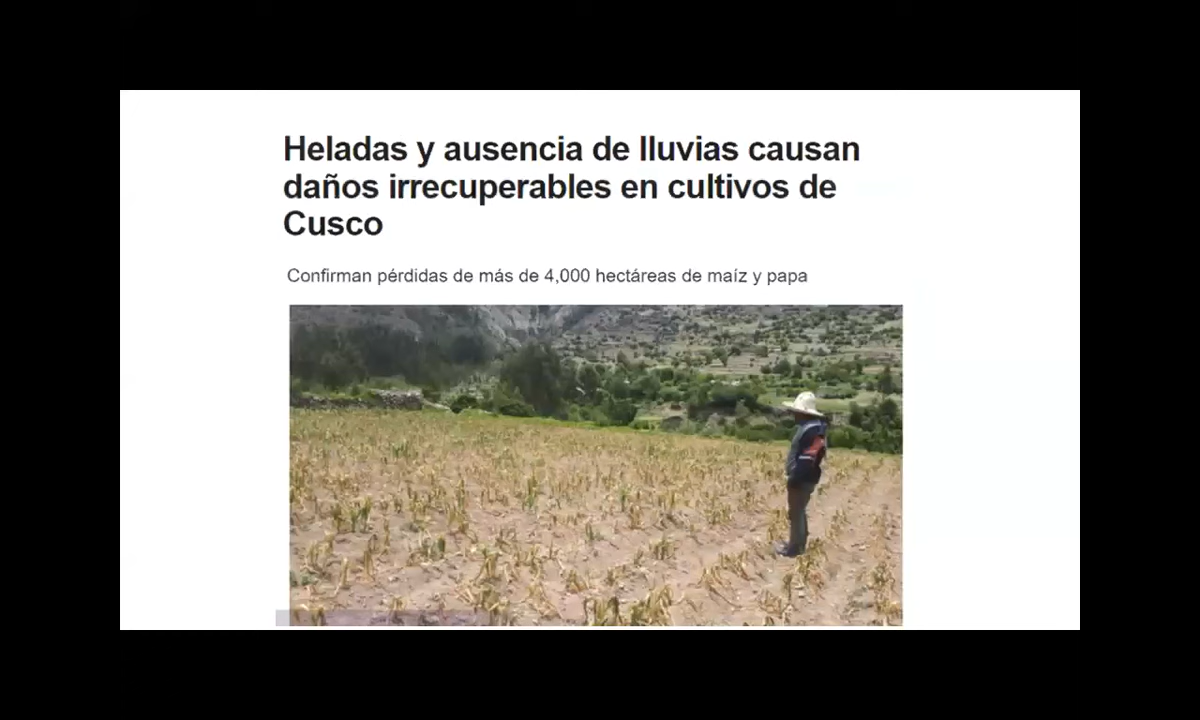 Heladas y ausencia de lluvias causan
daños irrecuperables en cultivos de
Cusco
Confirman pérdidas de más de 4,000 hectáreas de maíz y papa